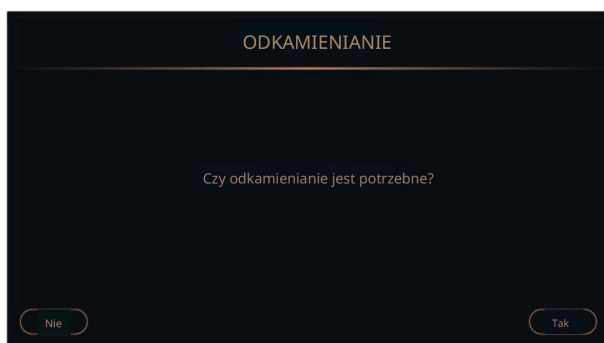 ODKAMIENIANIE
Czy odkamienianie jest potrzebne?
Nie
Tak